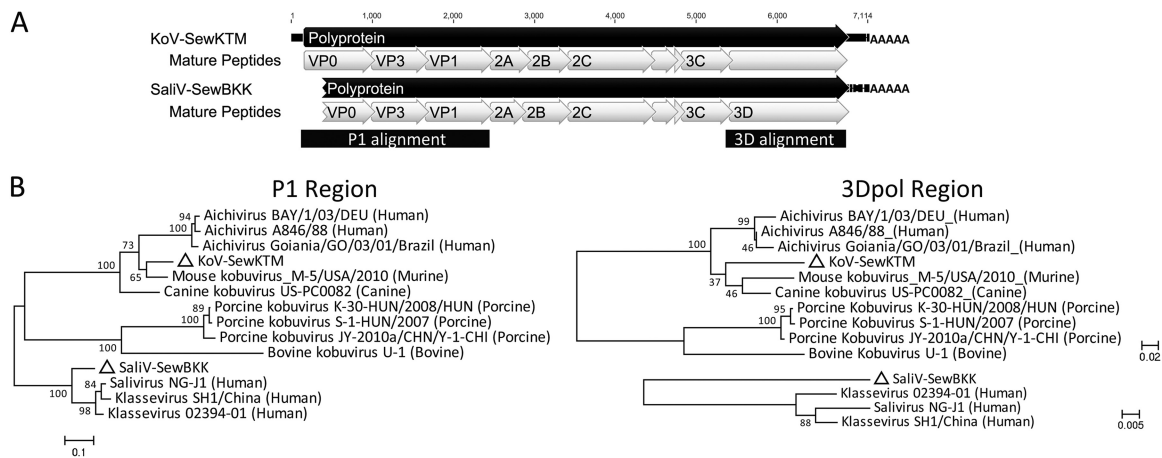 A
1 1,000 2,000 3,000 4,000 5,000 6,000 7,114
KoV-SewKTM Polyprotein AAAAA
Mature Peptides VP0 VP3 VP1 2A 2B 2C 3C
SaliV-SewBKK Polyprotein AAAAA
Mature Peptides VP0 VP3 VP1 2A 2B 2C 3C 3D
P1 alignment 3D alignment
B
P1 Region
94 Aichivirus BAY/1/03/DEU (Human)
100 Aichivirus A846/88 (Human)
73 Aichivirus Goiania/GO/03/01/Brazil (Human)
100 KoV-SewKTM
65 Mouse kobuvirus_M-5/USA/2010 (Murine)
Canine kobuvirus US-PC0082 (Canine)
89 Porcine kobuvirus K-30-HUN/2008/HUN (Porcine)
100 Porcine kobuvirus S-1-HUN/2007 (Porcine)
Porcine kobuvirus JY-2010a/CHN/Y-1-CHI (Porcine)
100 Bovine kobuvirus U-1 (Bovine)
SaliV-SewBKK
84 Salivirus NG-J1 (Human)
100 Klassevirus SH1/China (Human)
98 Klassevirus 02394-01 (Human)
0.1
3Dpol Region
99 Aichivirus BAY/1/03/DEU_(Human)
Aichivirus A846/88_(Human)
100 46 Aichivirus Goiania/GO/03/01/Brazil_(Human)
KoV-SewKTM
37 Mouse kobuvirus_M-5/USA/2010_(Murine)
46 Canine kobuvirus US-PC0082_(Canine)
95 Porcine kobuvirus K-30-HUN/2008/HUN (Porcine)
100 Porcine kobuvirus S-1-HUN/2007 (Porcine)
Porcine kobuvirus JY-2010a/CHN/Y-1-CHI (Porcine)
Bovine Kobuvirus U-1 (Bovine)
0.02
SaliV-SewBKK
Klassevirus 02394-01 (Human)
Salivirus NG-J1 (Human)
88 Klassevirus SH1/China (Human)
0.005